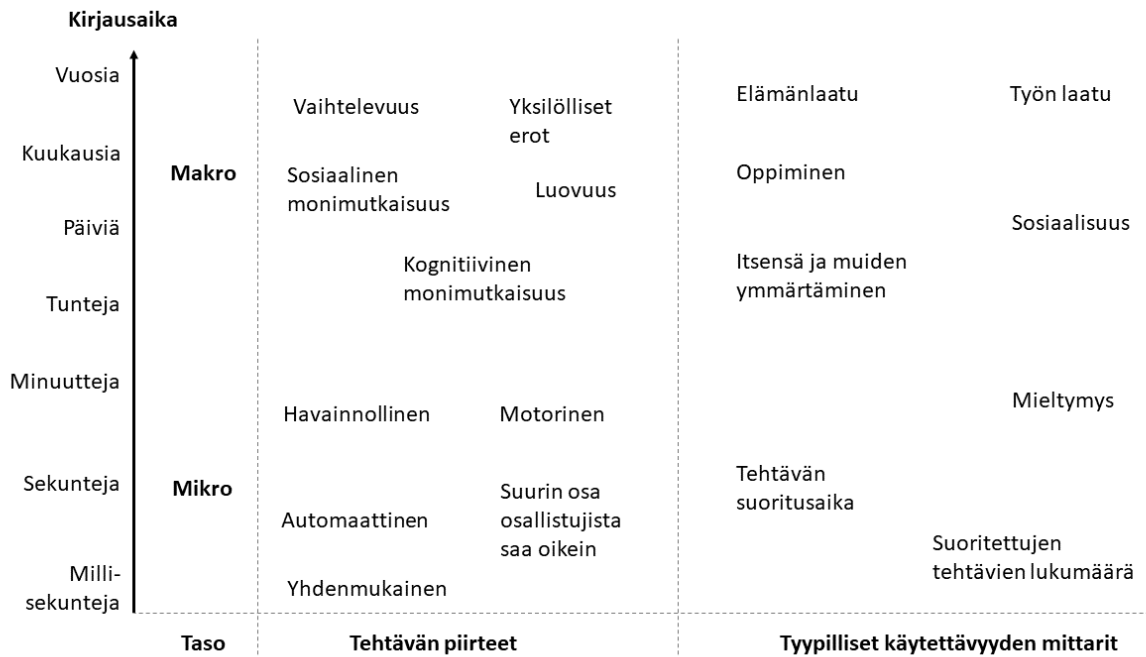 Kirjausaika
Vuosia
Kuukausia
Päiviä
Tunteja
Minuutteja
Sekunteja
Milli-
sekunteja
Makro
Mikro
Taso
Vaihtelevuus
Yksilölliset
erot
Sosiaalinen
monimutkaisuus
Luovuus
Kognitiivinen
monimutkaisuus
Havainnollinen
Motorinen
Automaattinen
Suurin osa
osallistujista
saa oikein
Yhdenmukainen
Tehtävän piirteet
Elämänlaatu
Työn laatu
Oppiminen
Sosiaalisuus
Itsensä ja muiden
ymmärtäminen
Mieltymys
Tehtävän
suoritusaika
Suoritettujen
tehtävien lukumäärä
Tyypilliset käytettävyyden mittarit